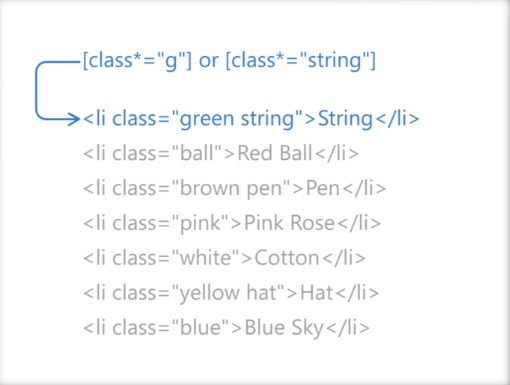 [class*="g"] or [class*="string"]
<li class="green string">String</li>
<li class="ball">Red Ball</li>
<li class="brown pen">Pen</li>
<li class="pink">Pink Rose</li>
<li class="white">Cotton</li>
<li class="yellow hat">Hat</li>
<li class="blue">Blue Sky</li>